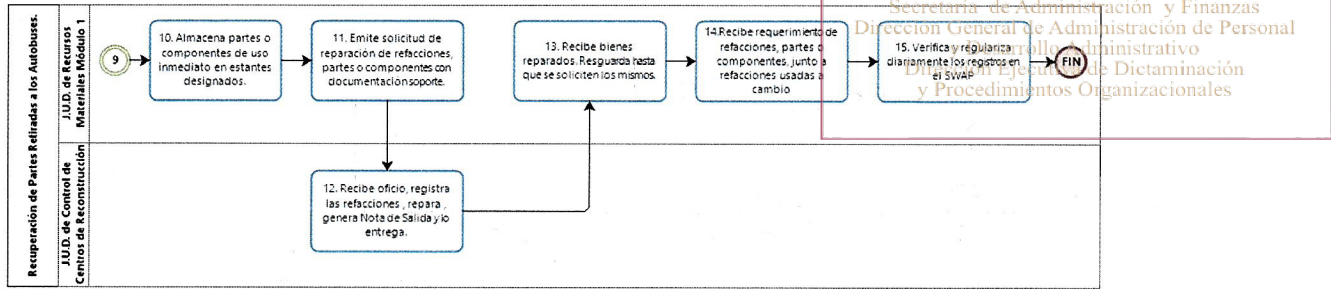 Recuperación de Partes Retiradas a los Autobuses.
J.U.D. de Recursos
Materiales Módulo 1
9
10. Almacena partes o
componentes de uso
inmediato en estantes
designados.
11. Emite solicitud de
reparación de refacciones,
partes o componentes con
documentación soporte.
13. Recibe bienes
reparados. Resguarda hasta
que se soliciten los mismos.
14.Recibe requerimiento de
refacciones, partes o
componentes, junto a
refacciones usadas a
cambio
15. Verifica y regulariza
diariamente los registros en
el SWAP
FIN
Secretaría de Administración y Finanzas
Dirección General de Administración de Personal
y Desarrollo Administrativo
Dirección Ejecutiva de Dictaminación
y Procedimientos Organizacionales
J.U.D. de Control de
Centros de Reconstrucción
12. Recibe oficio, registra
las refacciones , repara ,
genera Nota de Salida y lo
entrega.